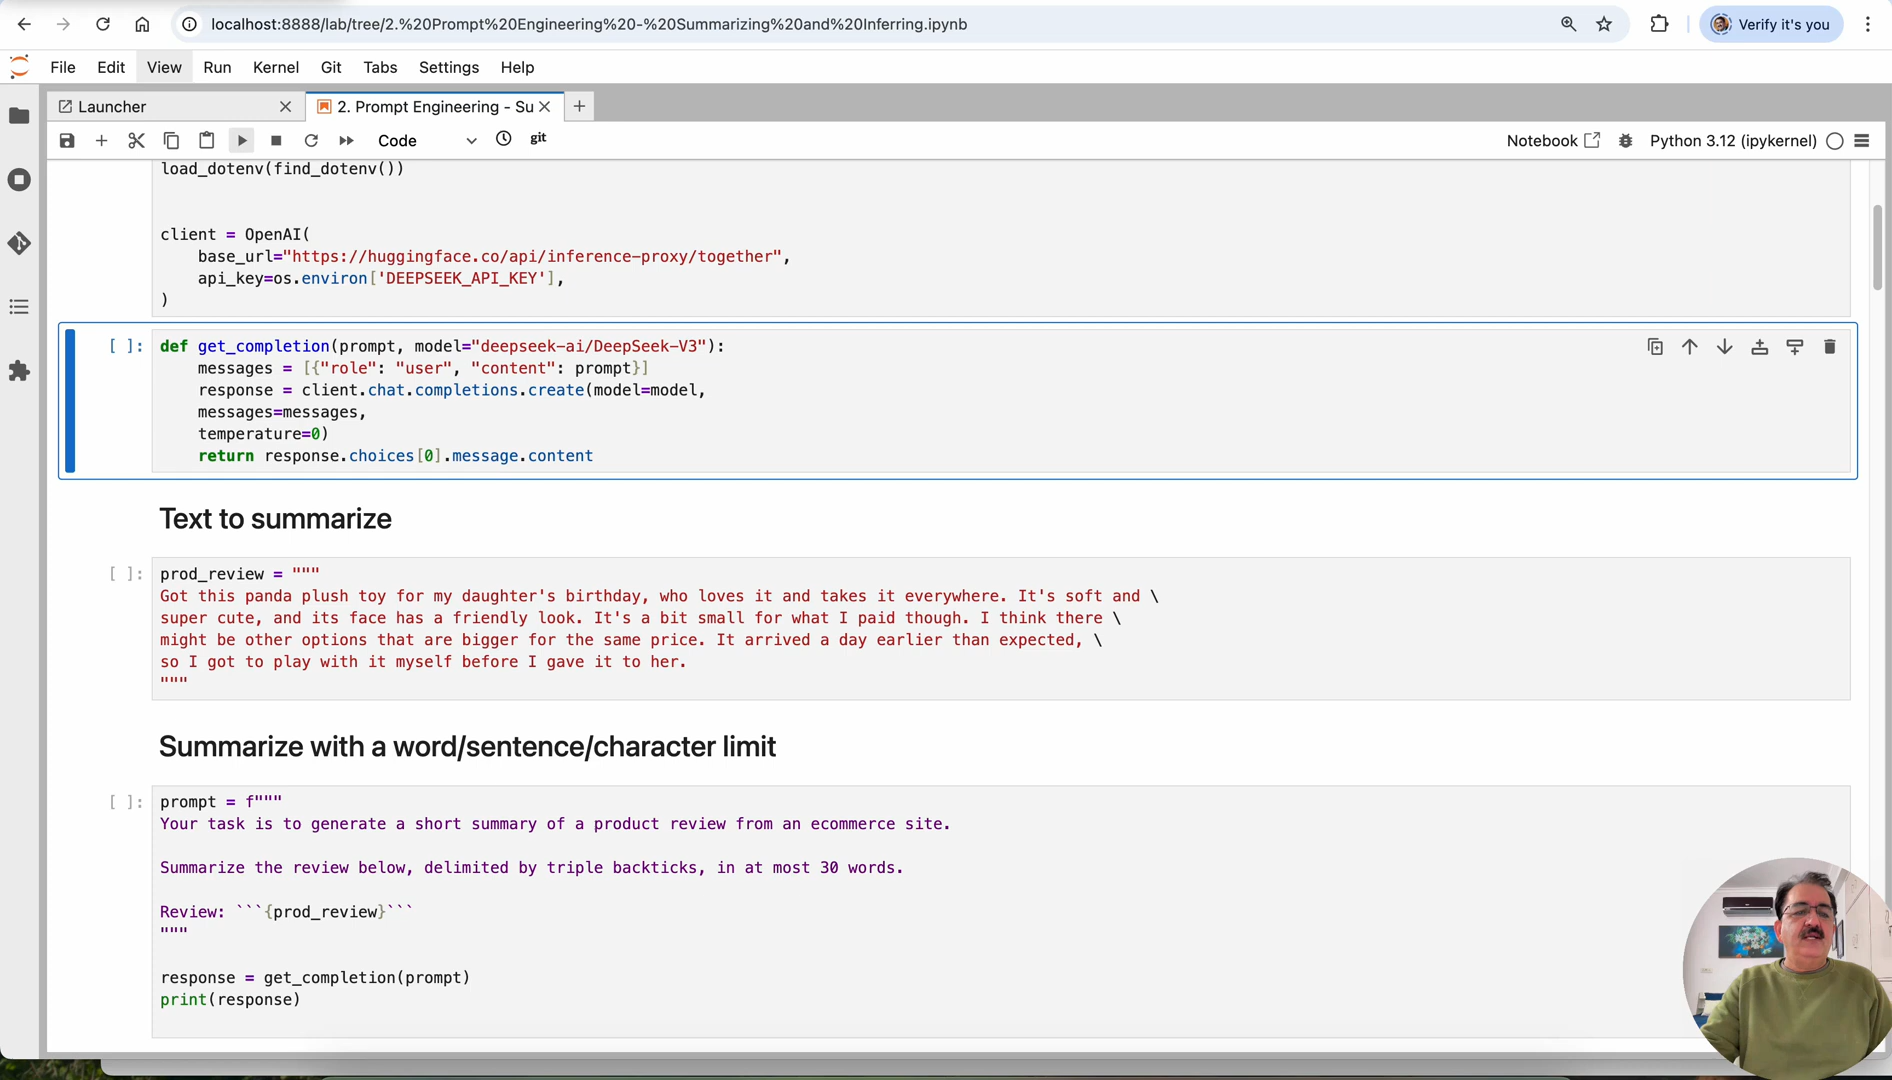 localhost:8888/lab/tree/2.%20Prompt%20Engineering%20-%20Summarizing%20and%20Inferring.ipynb
Verify it's you
File Edit View Run Kernel Git Tabs Settings Help
Launcher
2. Prompt Engineering - Su
Code
git
Notebook
Python 3.12 (ipykernel)
load_dotenv(find_dotenv())
client = OpenAI(
base_url="https://huggingface.co/api/inference-proxy/together",
api_key=os.environ['DEEPSEEK_API_KEY'],
)
[ ]: def get_completion(prompt, model="deepseek-ai/DeepSeek-V3"):
messages = [{"role": "user", "content": prompt}]
response = client.chat.completions.create(model=model,
messages=messages,
temperature=0)
return response.choices[0].message.content
Text to summarize
[ ]: prod_review = """
Got this panda plush toy for my daughter's birthday, who loves it and takes it everywhere. It's soft and \
super cute, and its face has a friendly look. It's a bit small for what I paid though. I think there \
might be other options that are bigger for the same price. It arrived a day earlier than expected, \
so I got to play with it myself before I gave it to her.
"""
Summarize with a word/sentence/character limit
[ ]: prompt = f"""
Your task is to generate a short summary of a product review from an ecommerce site.
Summarize the review below, delimited by triple backticks, in at most 30 words.
Review: ```{prod_review}```
"""
response = get_completion(prompt)
print(response)